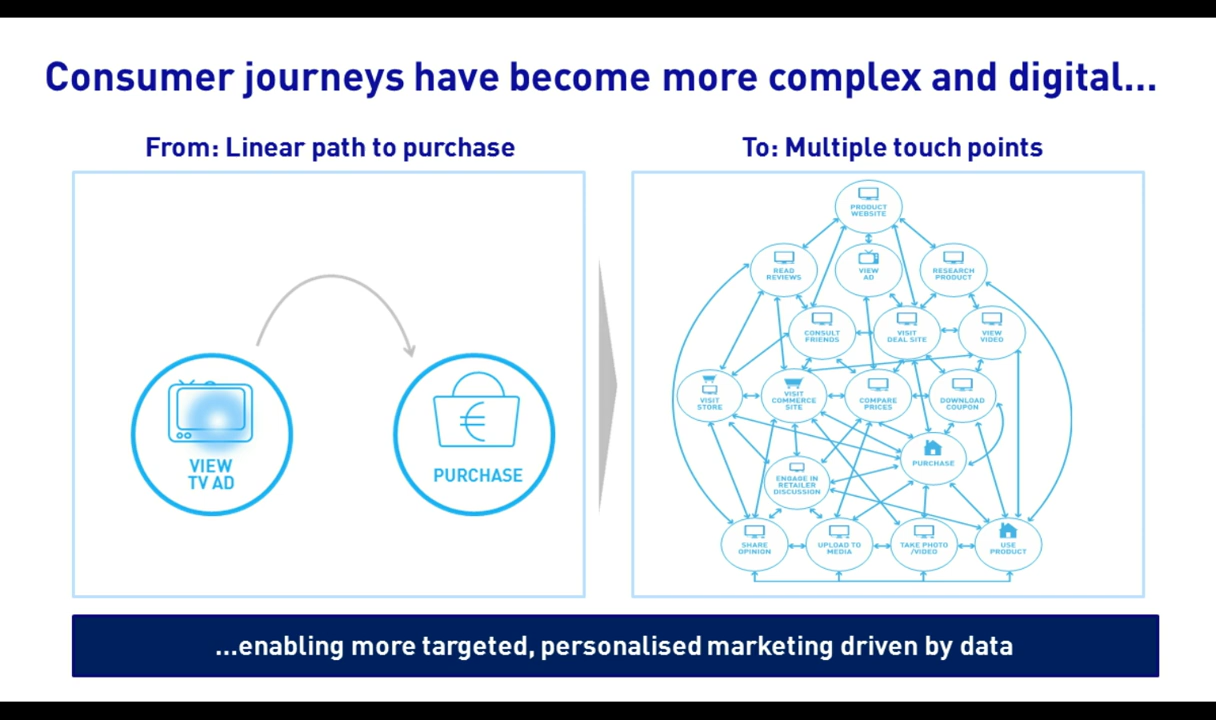 Consumer journeys have become more complex and digital...
From: Linear path to purchase
To: Multiple touch points
VIEW
TV AD
€
PURCHASE
PRODUCT
WEBSITE
READ
REVIEWS
VIEW
AD
RESEARCH
PRODUCT
CONSULT
FRIENDS
VISIT
DEAL SITE
VIEW
VIDEO
VISIT
STORE
VISIT
COMMERCE
SITE
COMPARE
PRICES
DOWNLOAD
COUPON
PURCHASE
ENGAGE IN
RETAILER
DISCUSSION
SHARE
OPINION
UPLOAD TO
MEDIA
TAKE PHOTO
/VIDEO
USE
PRODUCT
...enabling more targeted, personalised marketing driven by data